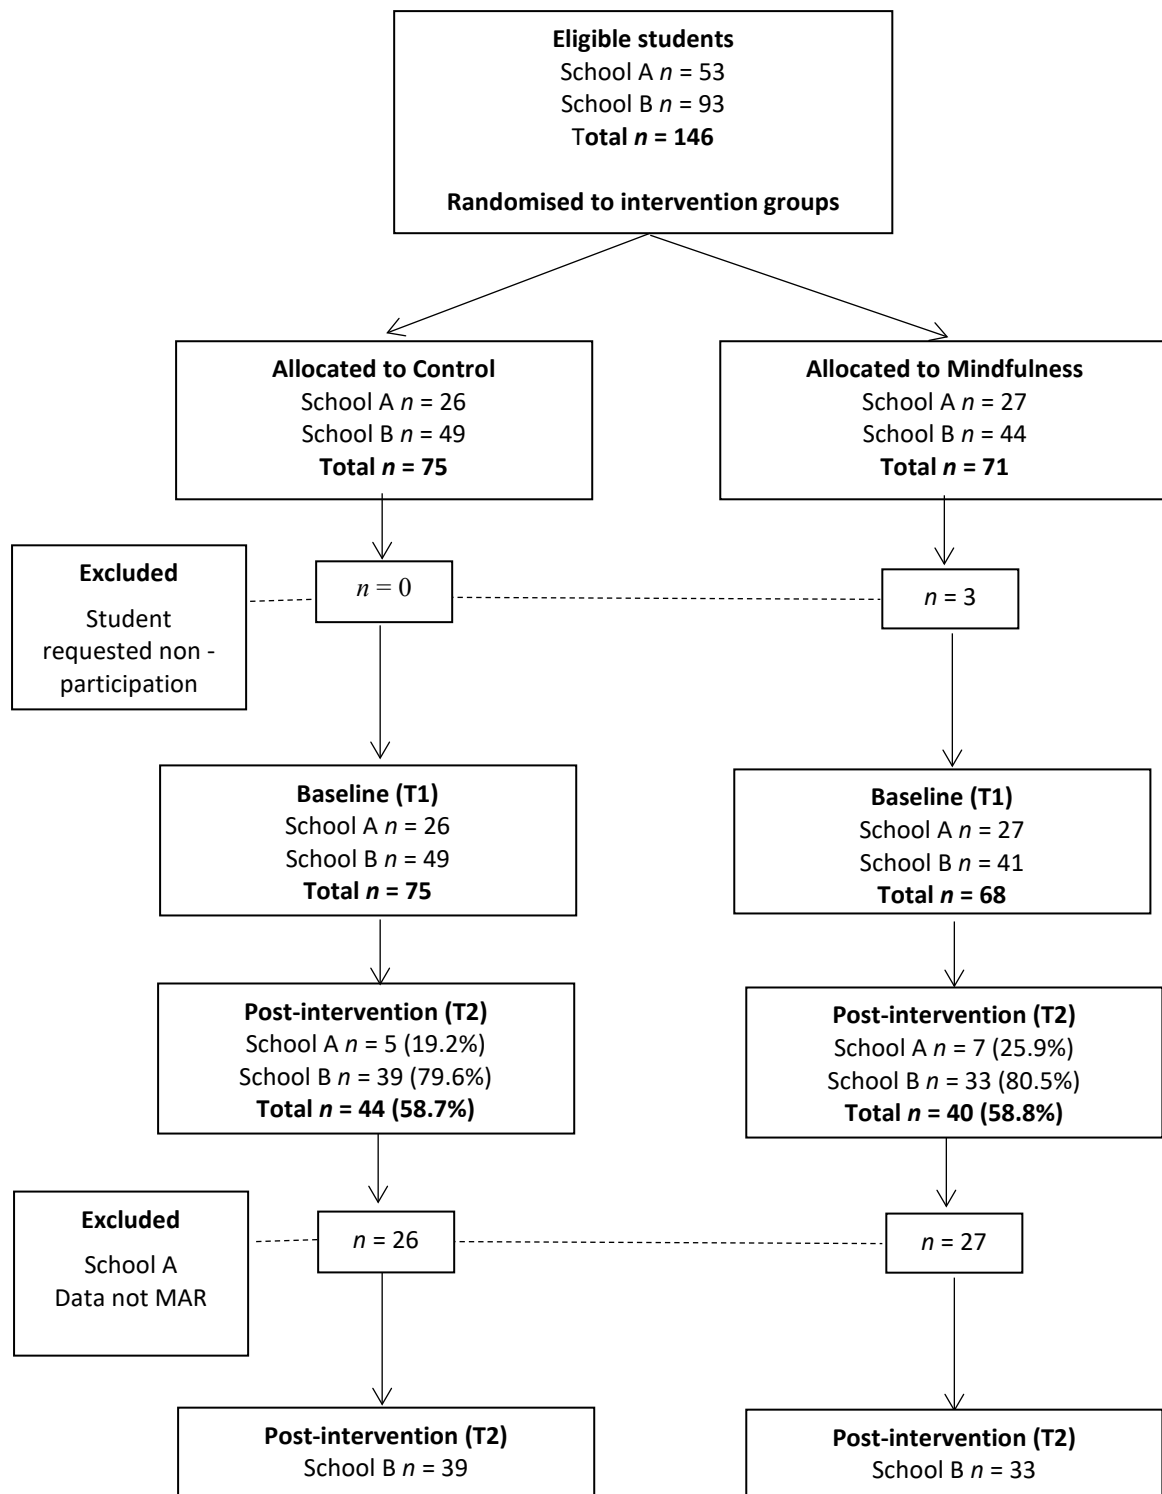 Eligible students
School A n = 53
School B n = 93
Total n = 146
Randomised to intervention groups
Allocated to Control
School A n = 26
School B n = 49
Total n = 75
Allocated to Mindfulness
School A n = 27
School B n = 44
Total n = 71
Excluded
Student
requested non -
participation
n = 0
n = 3
Baseline (T1)
School A n = 26
School B n = 49
Total n = 75
Baseline (T1)
School A n = 27
School B n = 41
Total n = 68
Post-intervention (T2)
School A n = 5 (19.2%)
School B n = 39 (79.6%)
Total n = 44 (58.7%)
Post-intervention (T2)
School A n = 7 (25.9%)
School B n = 33 (80.5%)
Total n = 40 (58.8%)
Excluded
School A
Data not MAR
n = 26
n = 27
Post-intervention (T2)
School B n = 39
Post-intervention (T2)
School B n = 33